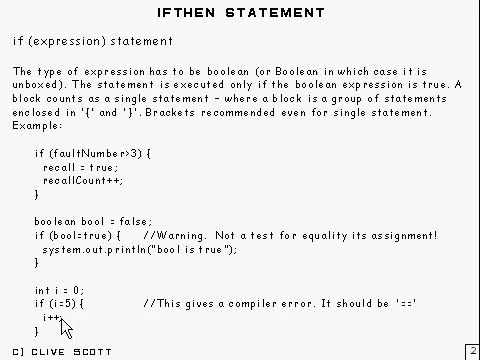 IFTHEN STATEMENT
if (expression) statement
The type of expression has to be boolean (or Boolean in which case it is
unboxed). The statement is executed only if the boolean expression is true. A
block counts as a single statement - where a block is a group of statements
enclosed in '{' and '}'. Brackets recommended even for single statement.
Example:
if (faultNumber>3) {
recall = true;
recallCount++;
}
boolean bool = false;
if (bool=true) { //Warning. Not a test for equality its assignment!
system.out.println("bool is true");
}
int i = 0;
if (i=5) { //This gives a compiler error. It should be '=='
i++;
}
C) CLIVE SCOTT
2